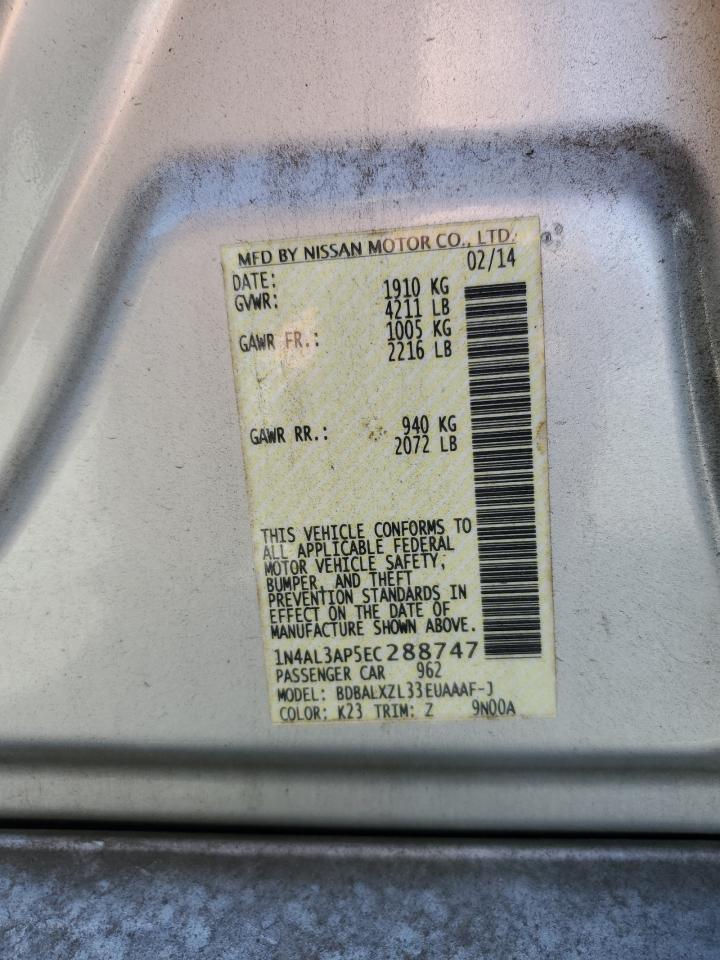 MFD BY NISSAN MOTOR CO., LTD.
DATE: 02/14
GVWR: 1910 KG
4211 LB
GAWR FR.: 1005 KG
2216 LB
GAWR RR.: 940 KG
2072 LB
THIS VEHICLE CONFORMS TO
ALL APPLICABLE FEDERAL
MOTOR VEHICLE SAFETY,
BUMPER, AND THEFT
PREVENTION STANDARDS IN
EFFECT ON THE DATE OF
MANUFACTURE SHOWN ABOVE.
1N4AL3AP5EC288747
PASSENGER CAR 962
MODEL: BDBALXZL33EUAAAF-J
COLOR: K23 TRIM: Z 9N00A